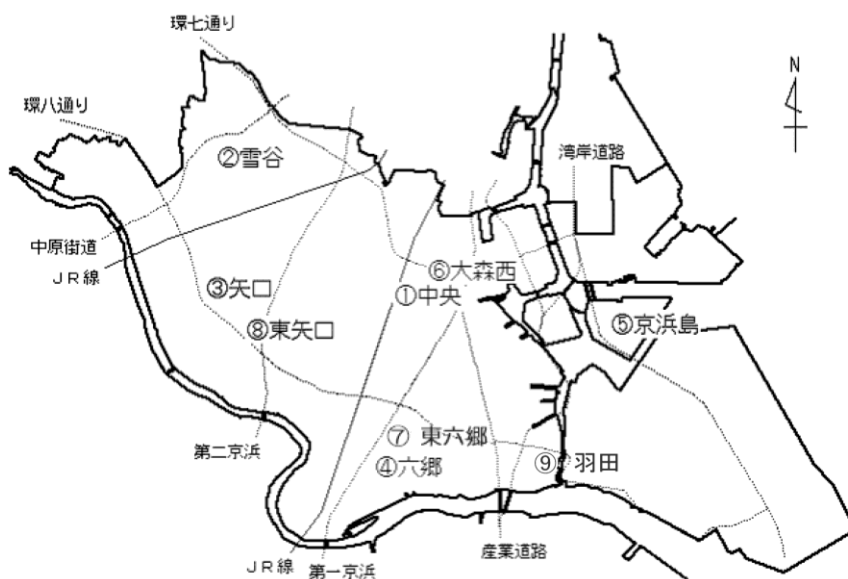 環七通り
N
環八通り
②雪谷
湾岸道路
中原街道
JR線
⑥大森西
③矢口
①中央
⑤京浜島
⑧東矢口
⑦ 東六郷
第二京浜
④六郷
⑨ 羽田
産業道路
JR線
第一京浜